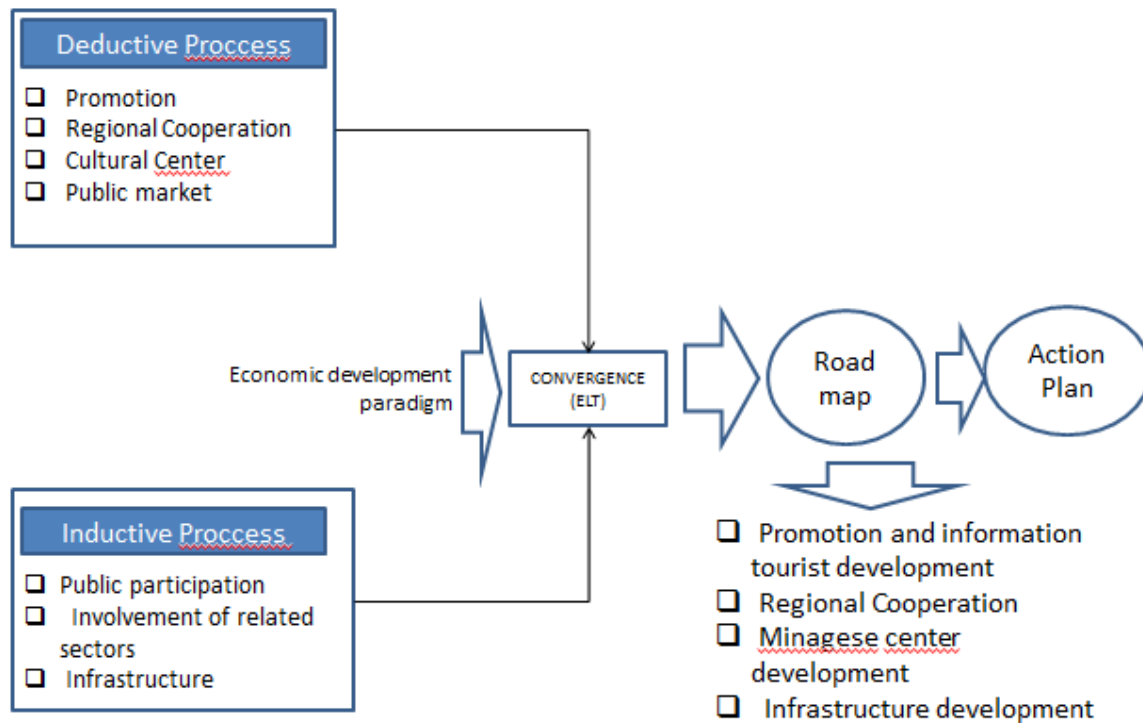 Deductive Proccess
❑ Promotion
❑ Regional Cooperation
❑ Cultural Center
❑ Public market
Economic development
paradigm
CONVERGENCE
(ELT)
Road
map
Action
Plan
Inductive Proccess
❑ Public participation
❑ Involvement of related
sectors
❑ Infrastructure
❑ Promotion and information
tourist development
❑ Regional Cooperation
❑ Minagese center
development
❑ Infrastructure development